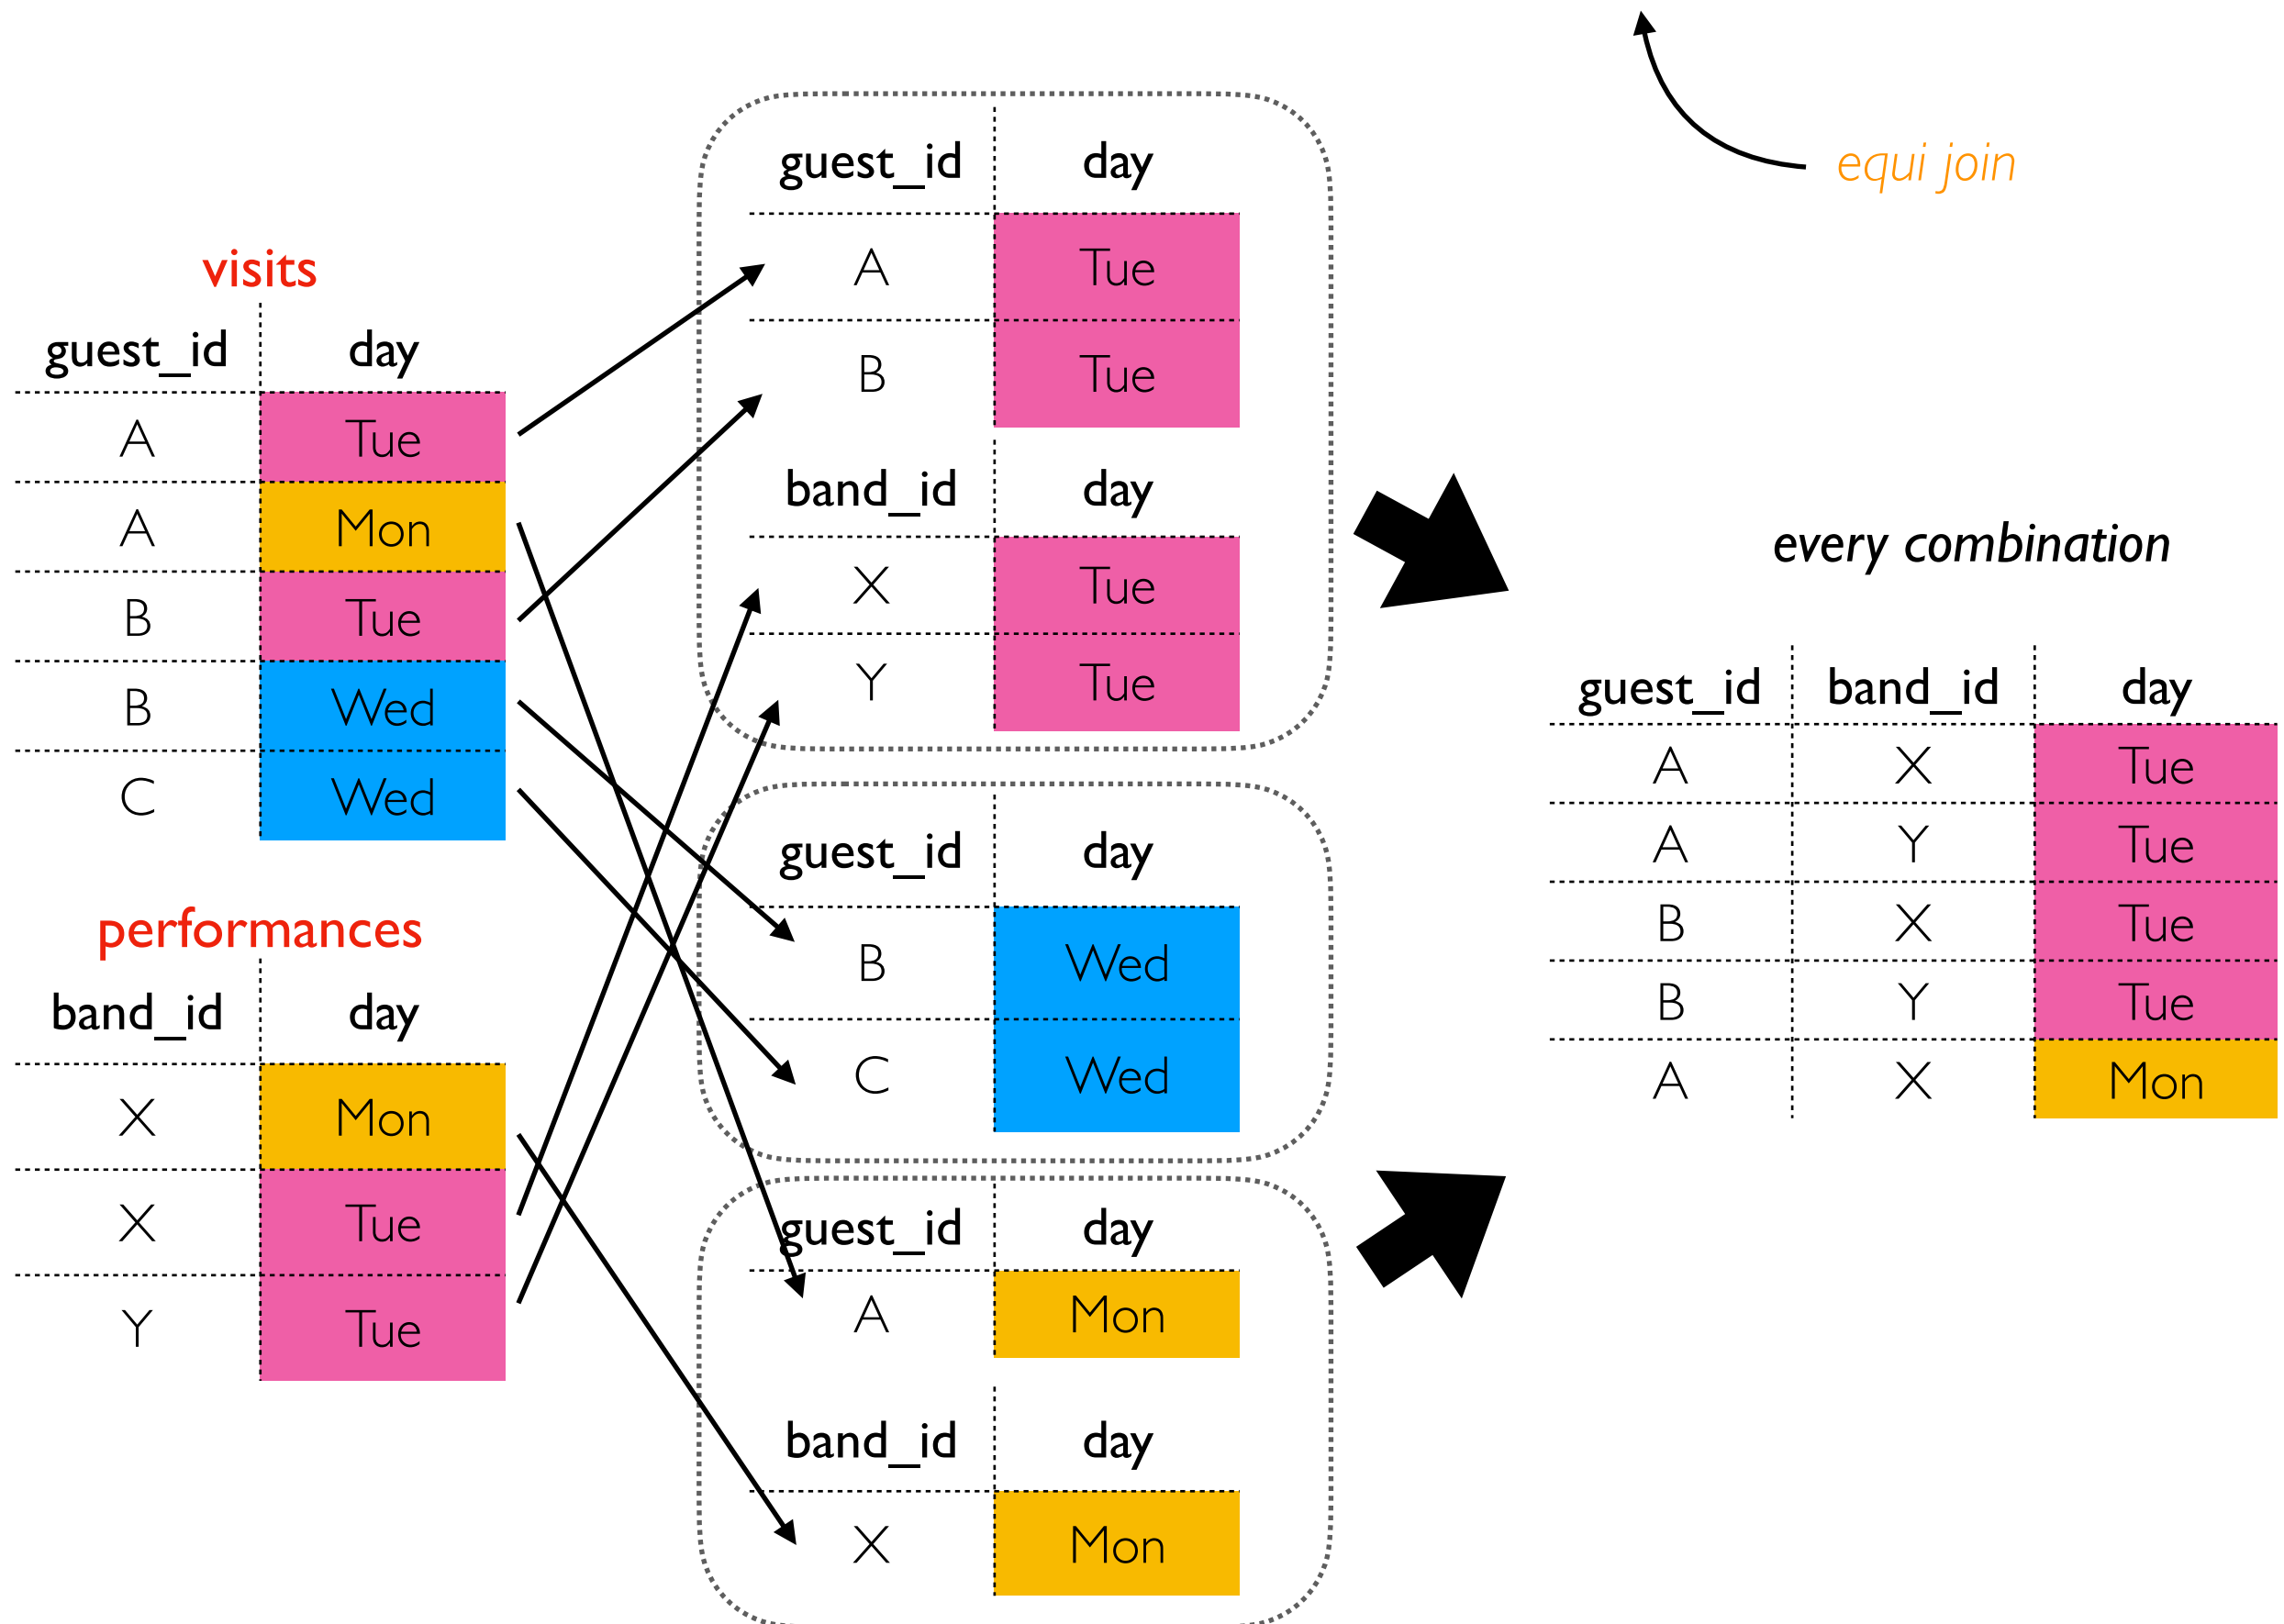 visits
guest_id day
A Tue
A Mon
B Tue
B Wed
C Wed
performances
band_id day
X Mon
X Tue
Y Tue
guest_id day
A Tue
B Tue
band_id day
X Tue
Y Tue
guest_id day
B Wed
C Wed
guest_id day
A Mon
band_id day
X Mon
equi join
every combination
guest_id band_id day
A X Tue
A Y Tue
B X Tue
B Y Tue
A X Mon